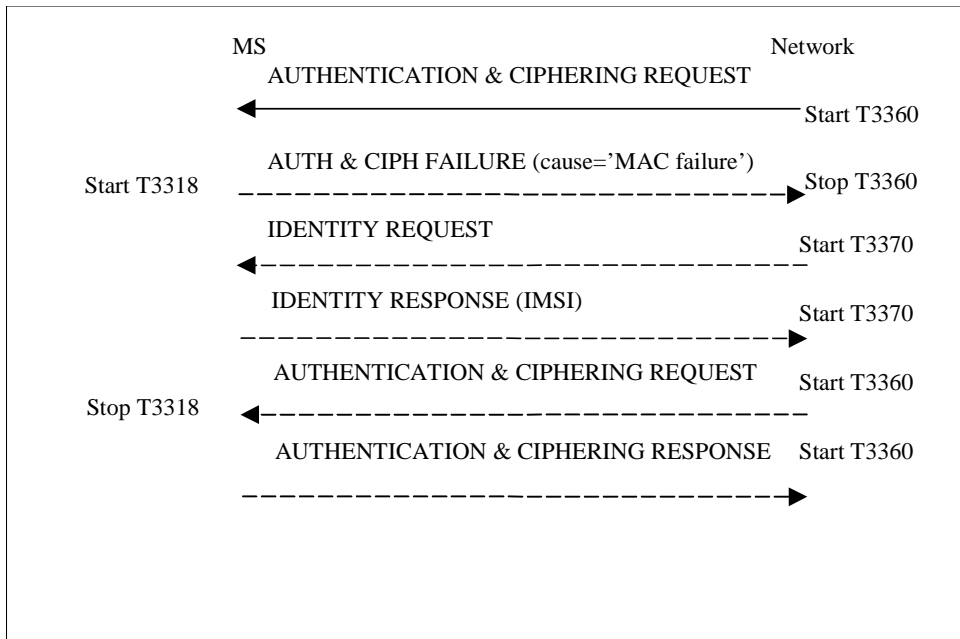 MS Network
AUTHENTICATION & CIPHERING REQUEST
Start T3360
AUTH & CIPH FAILURE (cause=’MAC failure’)
Start T3318 Stop T3360
IDENTITY REQUEST
Start T3370
IDENTITY RESPONSE (IMSI)
Start T3370
AUTHENTICATION & CIPHERING REQUEST
Start T3360
Stop T3318
AUTHENTICATION & CIPHERING RESPONSE Start T3360